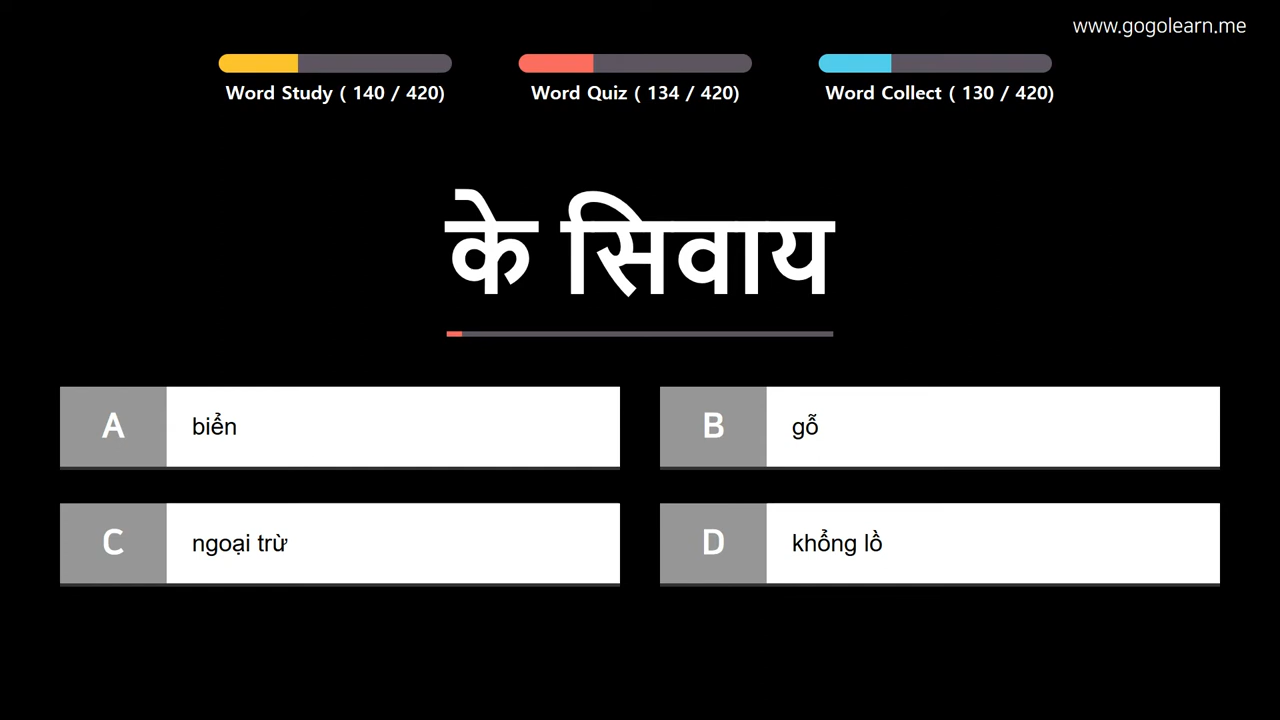 www.gogolearn.me
Word Study ( 140 / 420)
Word Quiz ( 134 / 420)
Word Collect ( 130 / 420)
के सिवाय
A biển
B gỗ
C ngoại trừ
D khổng lồ